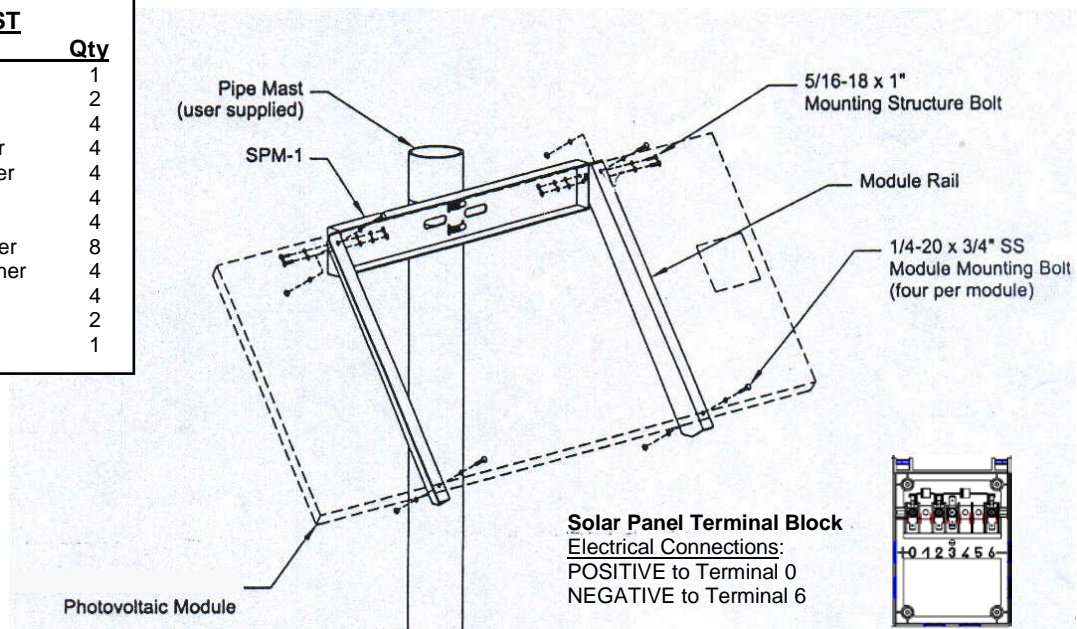 ST
Qty
1
2
4
r 4
er 4
4
4
er 8
ner 4
4
2
1
Pipe Mast
(user supplied)
SPM-1
5/16-18 x 1"
Mounting Structure Bolt
Module Rail
1/4-20 x 3/4" SS
Module Mounting Bolt
(four per module)
Photovoltaic Module
Solar Panel Terminal Block
Electrical Connections:
POSITIVE to Terminal 0
NEGATIVE to Terminal 6
0 1 2 3 4 5 6